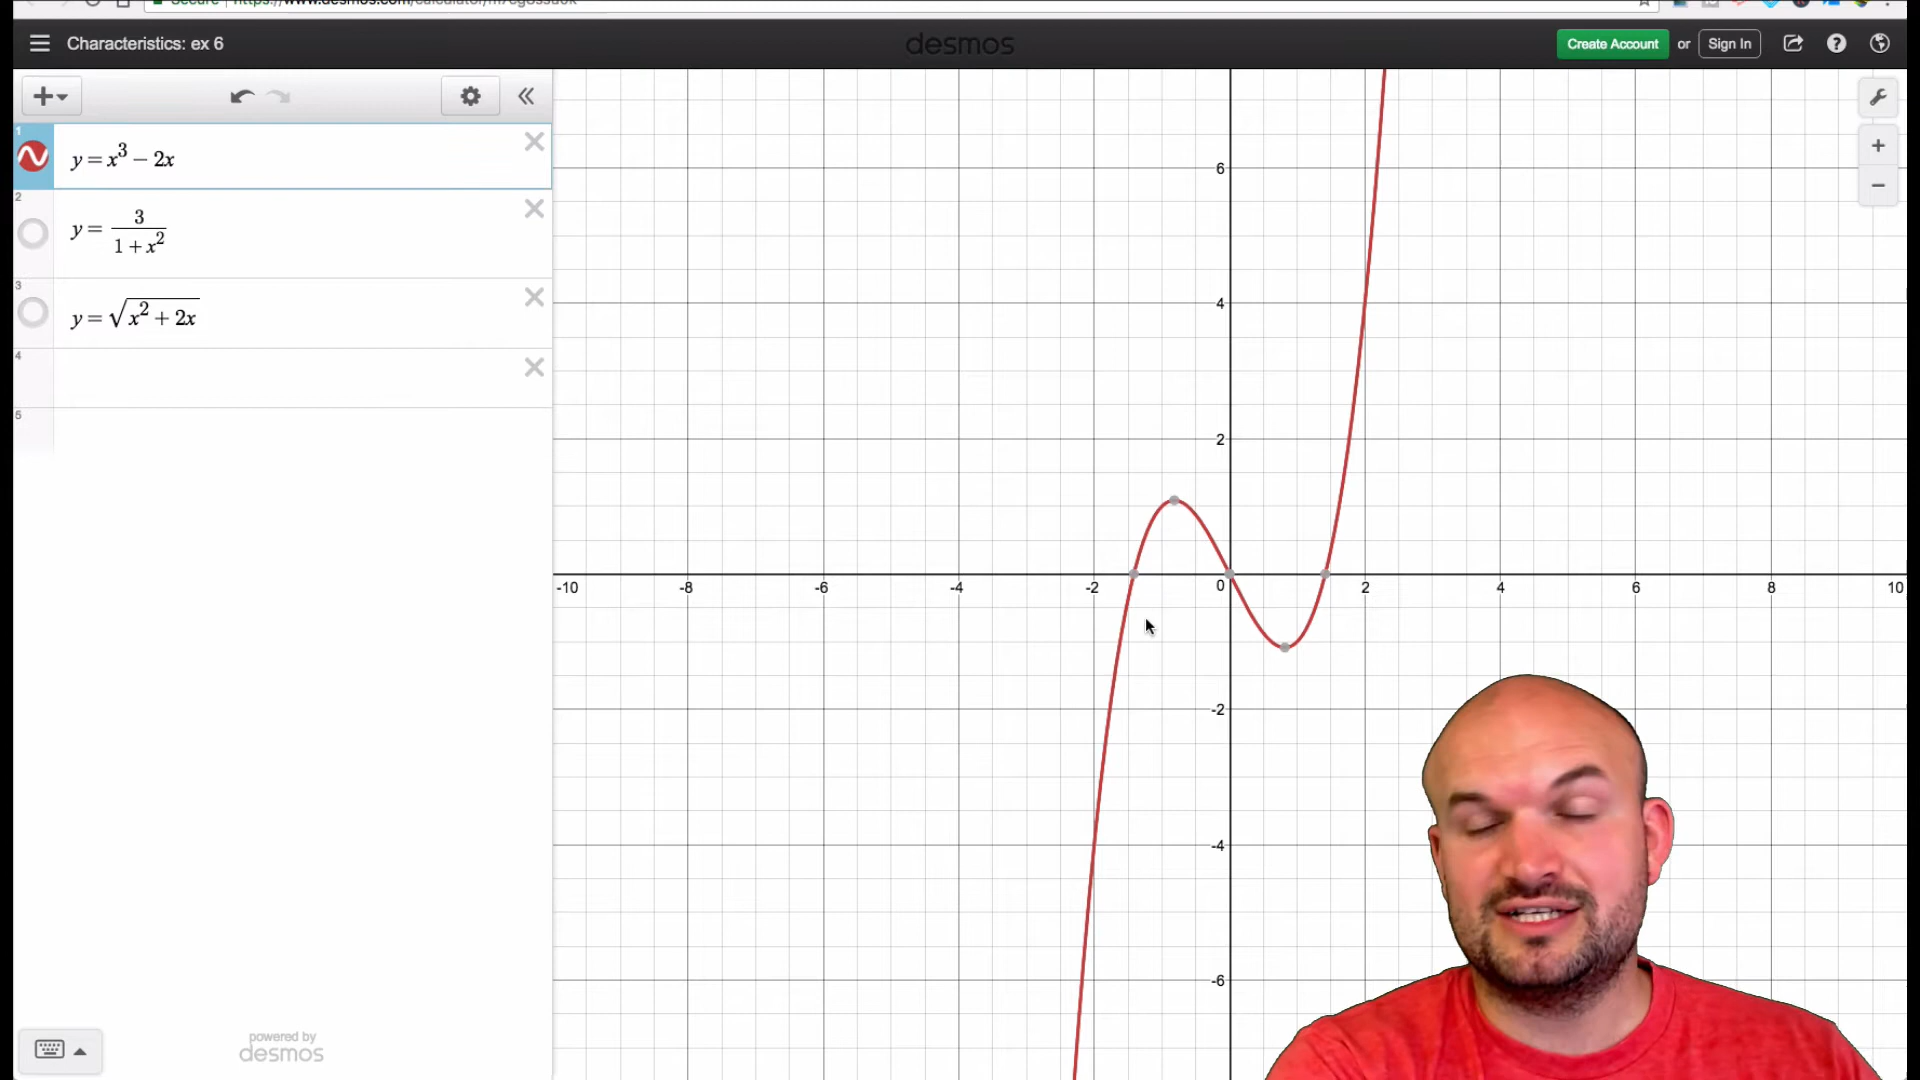 Secure
Characteristics: ex 6
desmos
Create Account or Sign In
1
y = x³ − 2x
2
y = 3/(1 + x²)
3
y = √(x² + 2x)
4
5
6
4
2
-10 -8 -6 -4 -2 0 2 4 6 8 10
-2
-4
-6
powered by
desmos